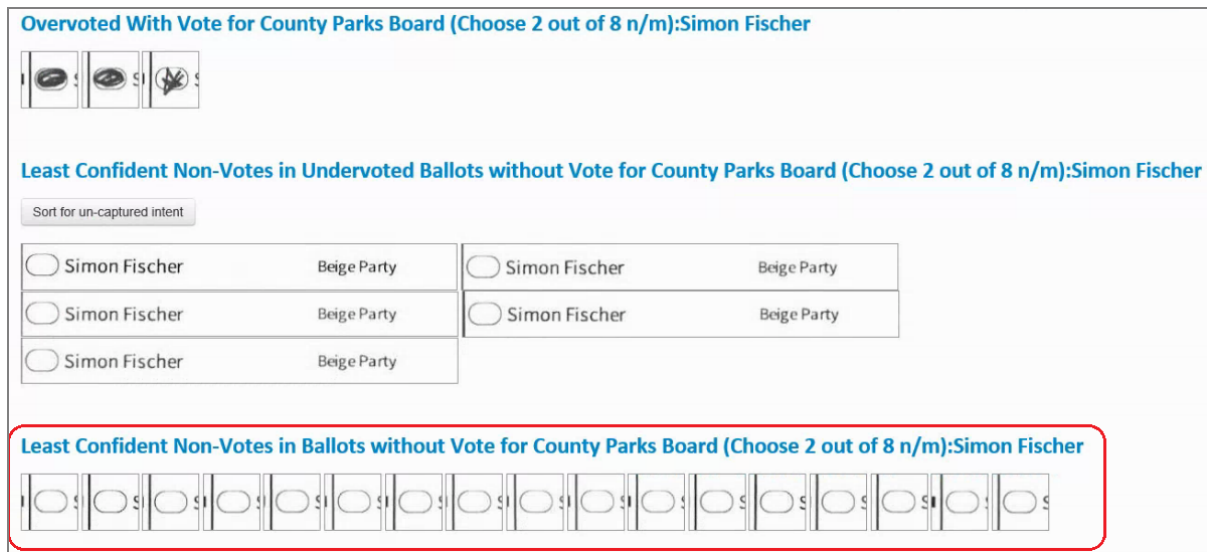 Overvoted With Vote for County Parks Board (Choose 2 out of 8 n/m):Simon Fischer
Least Confident Non-Votes in Undervoted Ballots without Vote for County Parks Board (Choose 2 out of 8 n/m):Simon Fischer
Sort for un-captured intent
Simon Fischer Beige Party Simon Fischer Beige Party
Simon Fischer Beige Party Simon Fischer Beige Party
Simon Fischer Beige Party
Least Confident Non-Votes in Ballots without Vote for County Parks Board (Choose 2 out of 8 n/m):Simon Fischer